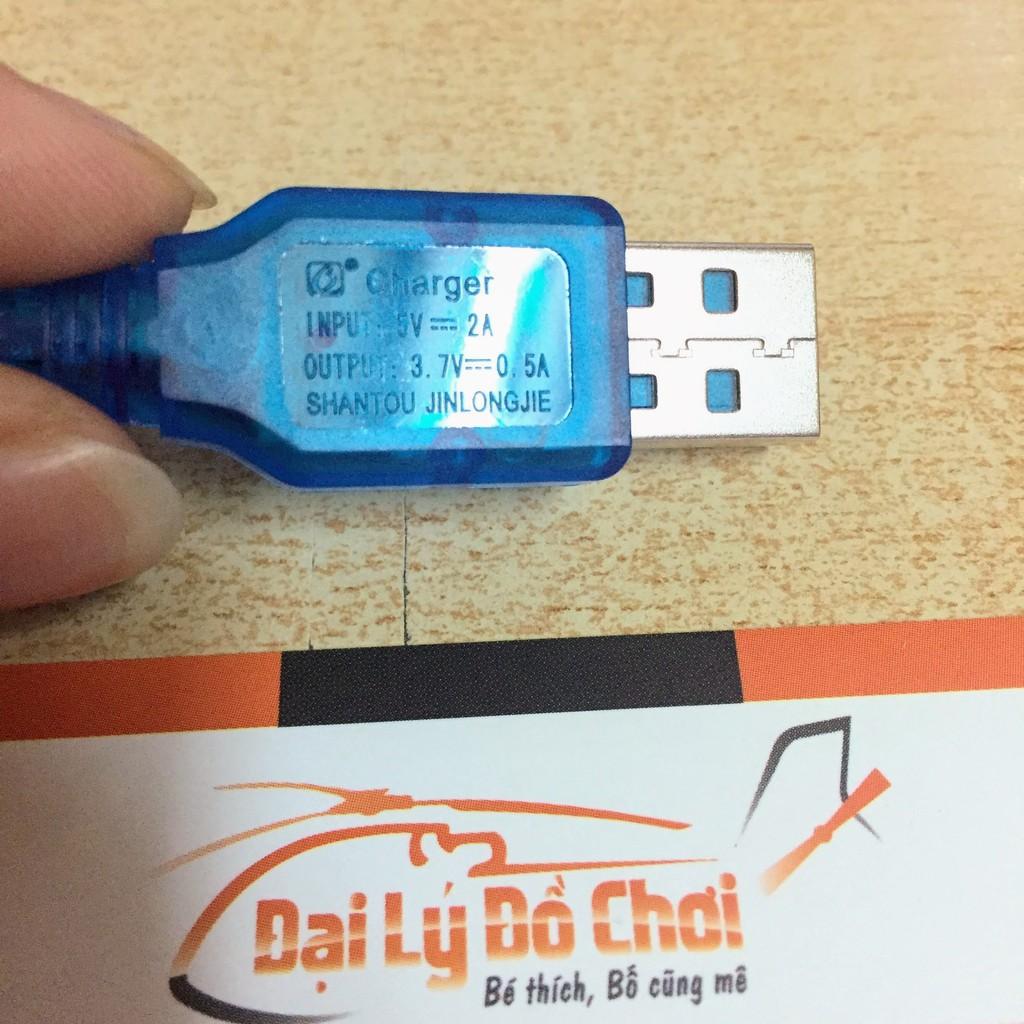 Charger
INPUT: 5V⎓2A
OUTPUT: 3.7V⎓0.5A
SHANTOU JINLONGJIE
Đại Lý Đồ Chơi
Bé thích, Bố cũng mê